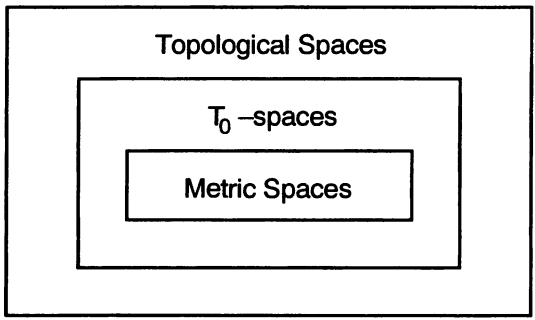 Topological Spaces
T₀ –spaces
Metric Spaces